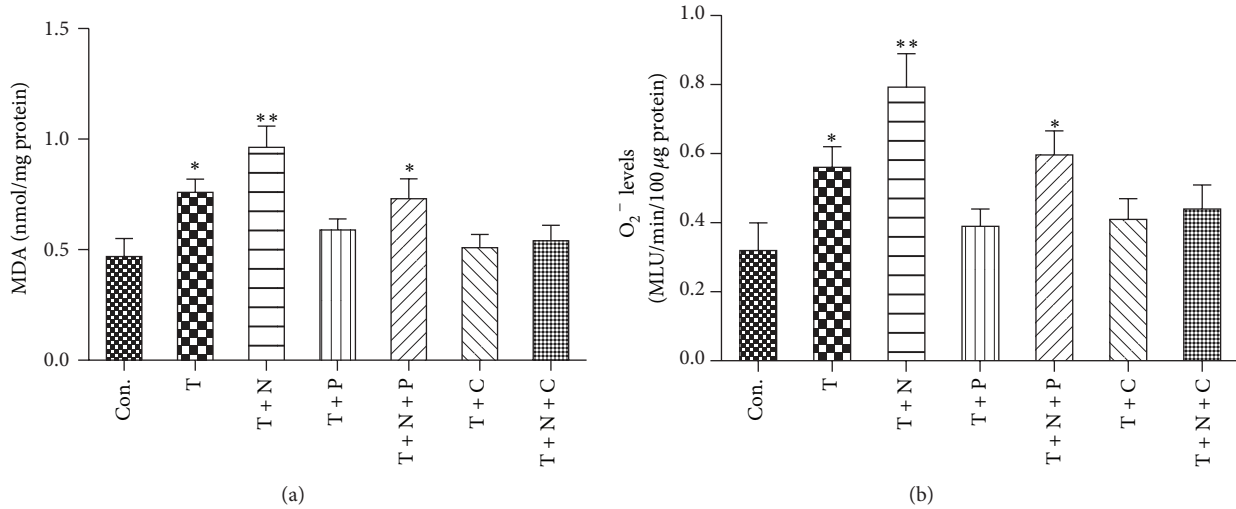 MDA (nmol/mg protein)
1.5
1.0
0.5
0.0
*
**
*
Con.
T
T + N
T + P
T + N + P
T + C
T + N + C
(a)
O₂⁻ levels
(MLU/min/100 μg protein)
1.0
0.8
0.6
0.4
0.2
0.0
*
**
*
Con.
T
T + N
T + P
T + N + P
T + C
T + N + C
(b)